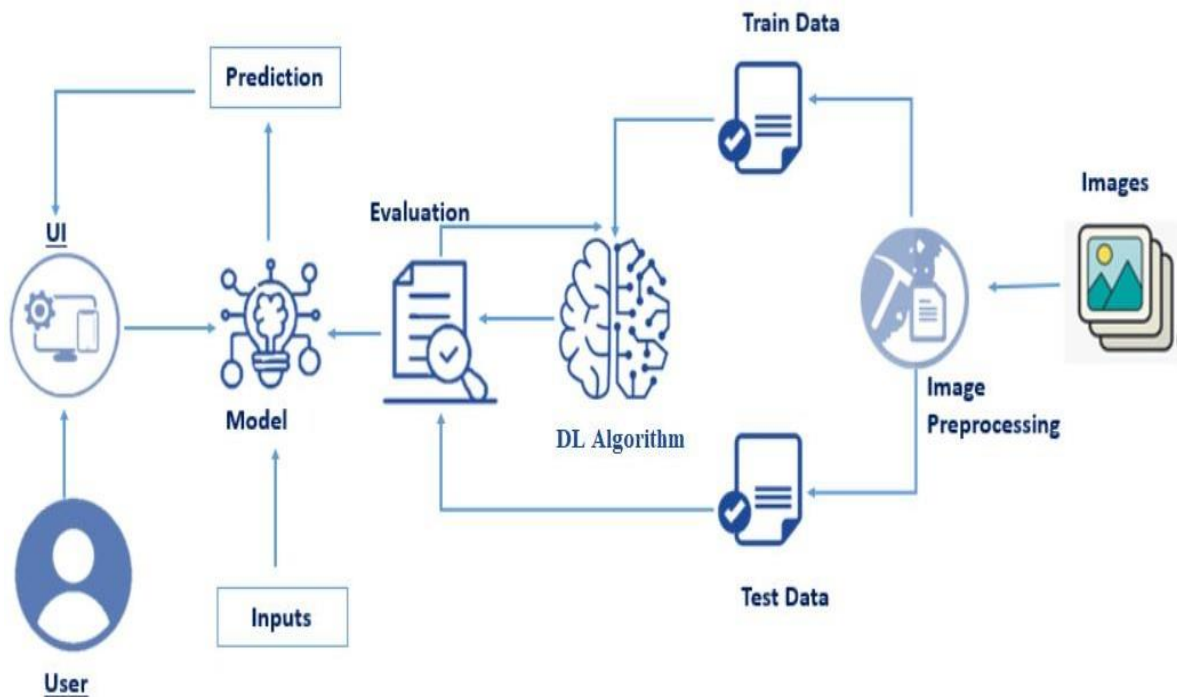 Train Data
Prediction
Images
Evaluation
UI
Image
Preprocessing
Model
DL Algorithm
Inputs
Test Data
User